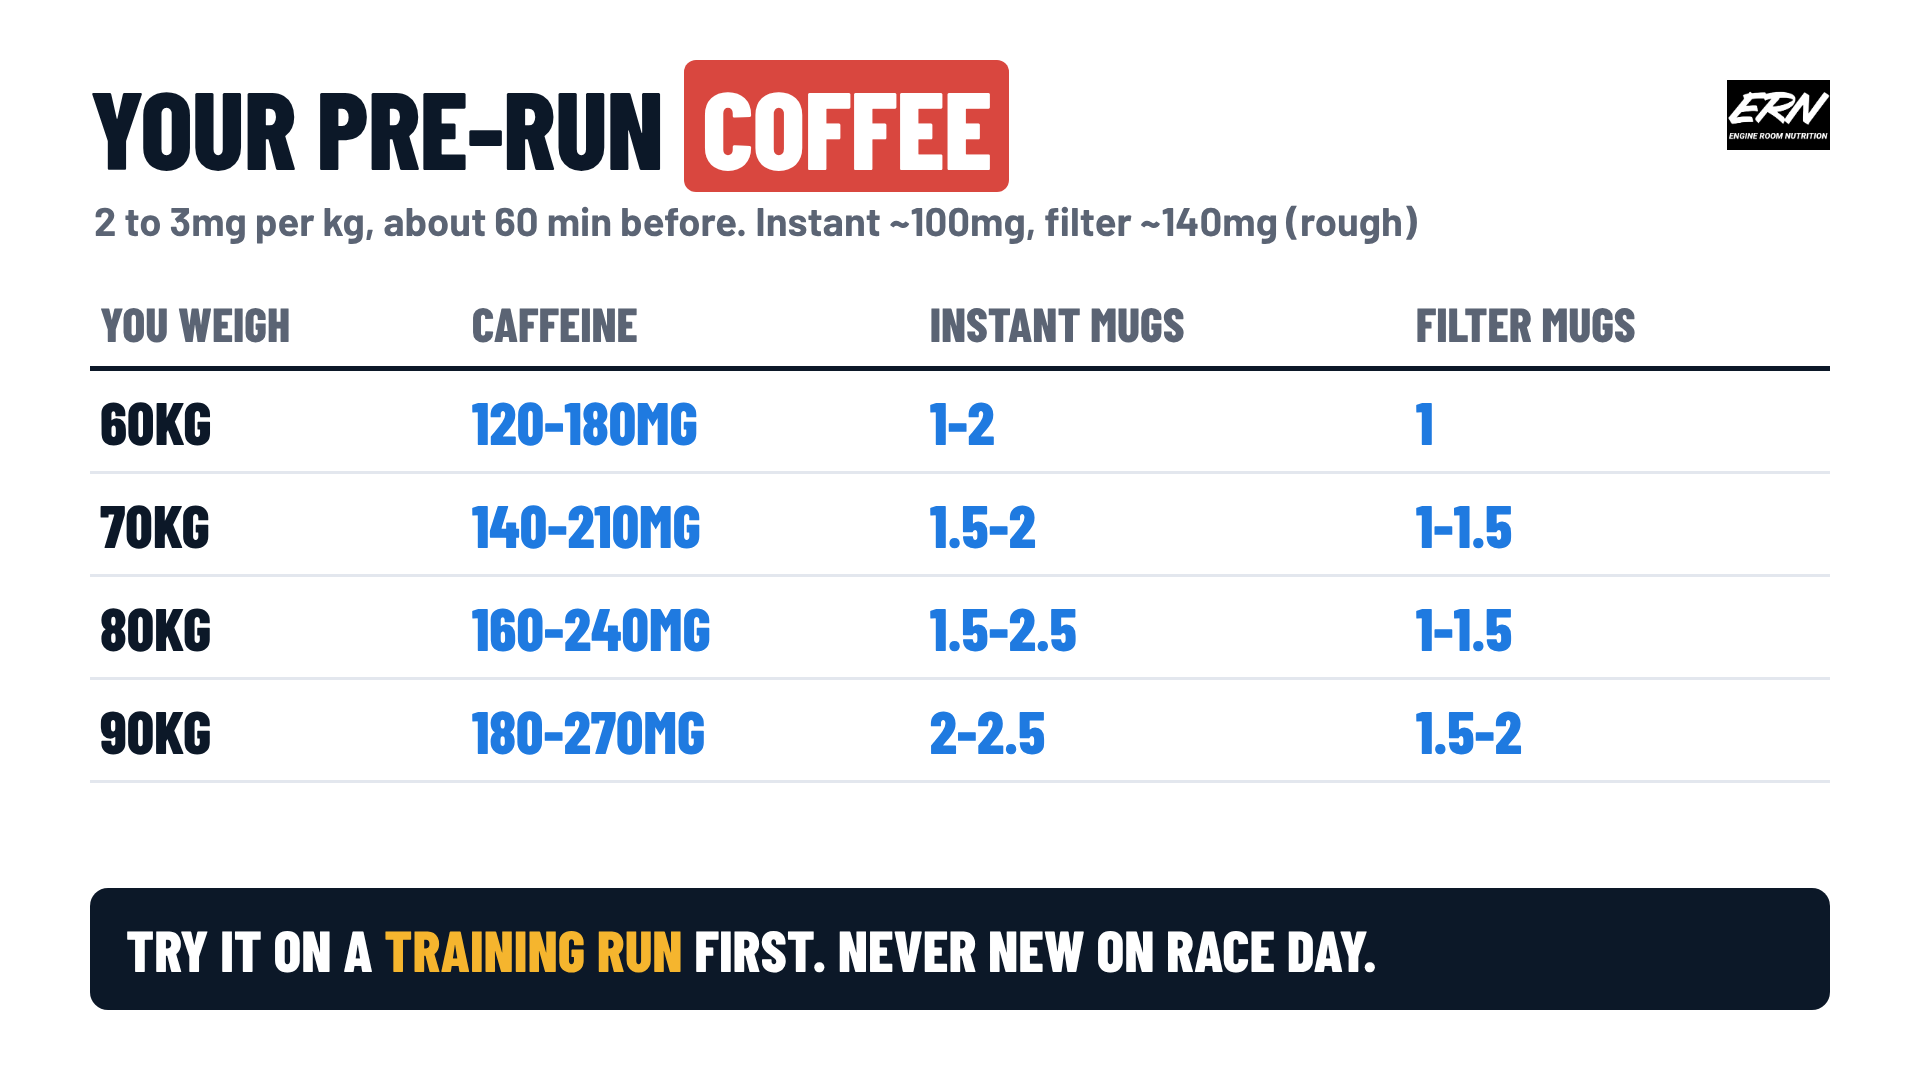 YOUR PRE-RUN COFFEE
ERN
ENGINE ROOM NUTRITION
2 to 3mg per kg, about 60 min before. Instant ~100mg, filter ~140mg (rough)
YOU WEIGH CAFFEINE INSTANT MUGS FILTER MUGS
60KG 120-180MG 1-2 1
70KG 140-210MG 1.5-2 1-1.5
80KG 160-240MG 1.5-2.5 1-1.5
90KG 180-270MG 2-2.5 1.5-2
TRY IT ON A TRAINING RUN FIRST. NEVER NEW ON RACE DAY.